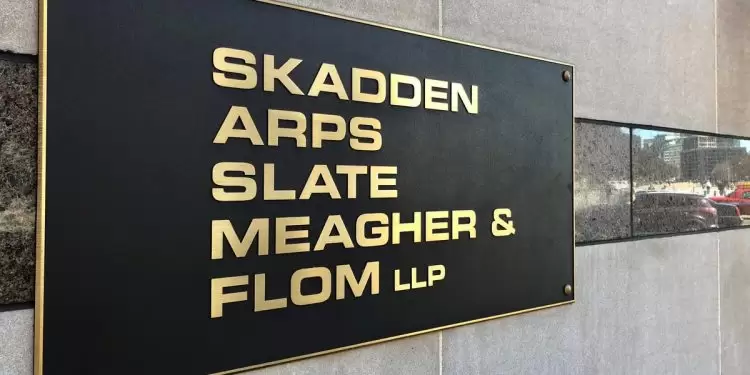 SKADDEN
ARPS
SLATE
MEAGHER &
FLOM LLP